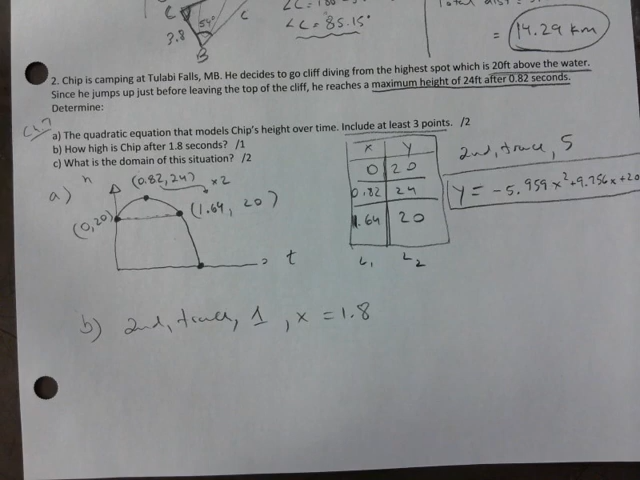 ∠C = 180
∠C = 85.15°
C
54°
C
3.8
B
Total dist =
= 14.29 km
2. Chip is camping at Tulabi Falls, MB. He decides to go cliff diving from the highest spot which is 20ft above the water.
Since he jumps up just before leaving the top of the cliff, he reaches a maximum height of 24ft after 0.82 seconds.
Determine:
a) The quadratic equation that models Chip's height over time. Include at least 3 points. /2
b) How high is Chip after 1.8 seconds? /1
c) What is the domain of this situation? /2
a)
h
(0.82, 24)
x2
(0,20)
(1.64, 20)
t
x y
0 20
0.82 24
1.64 20
L₁ L₂
2nd, trace, 5
y = -5.959x²+9.756x+20
b) 2nd, trace, 1, x = 1.8